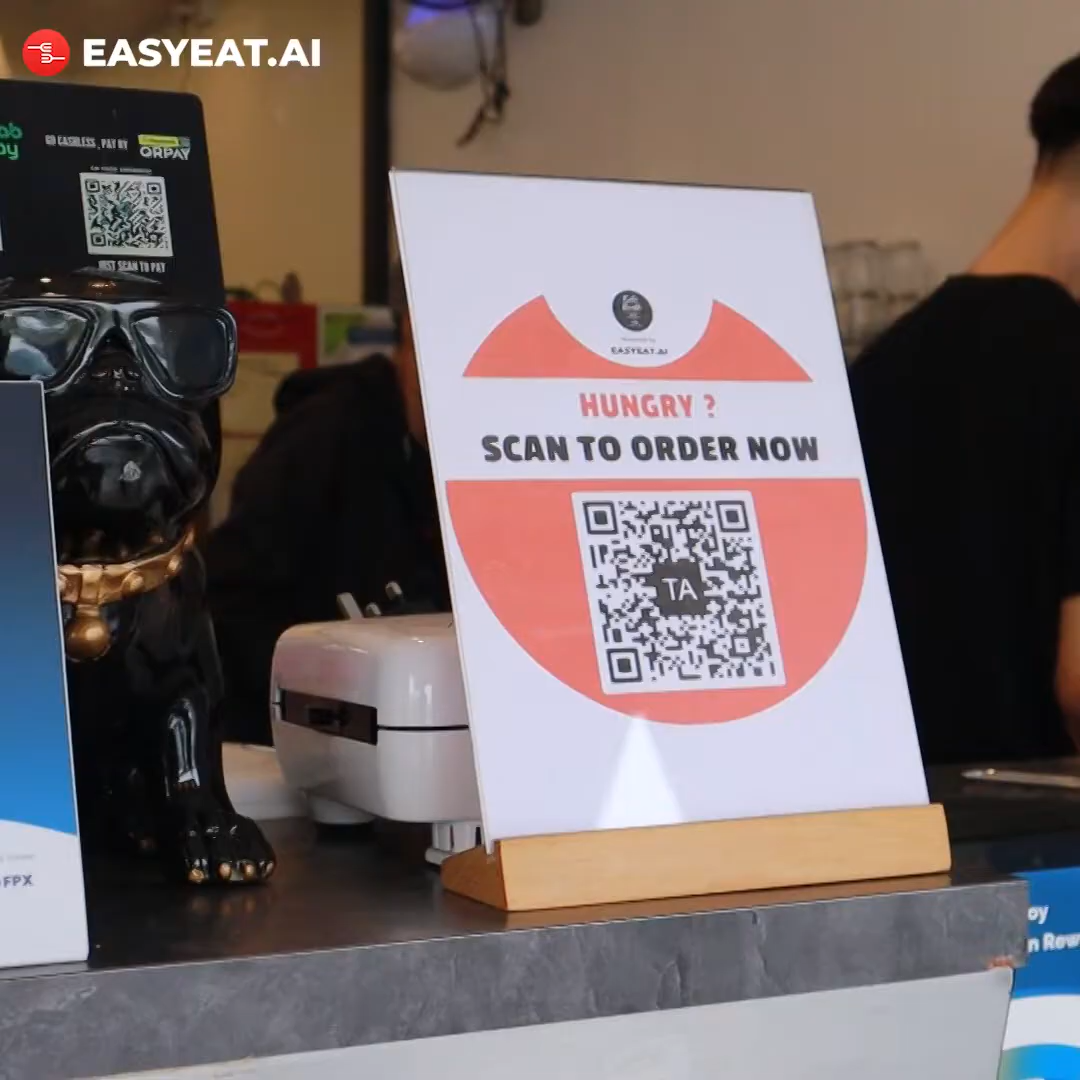 EASYEAT.AI
GO CASHLESS, PAY BY
QRPAY
JUST SCAN TO PAY
EASYEAT.AI
HUNGRY ?
SCAN TO ORDER NOW
TA
FPX